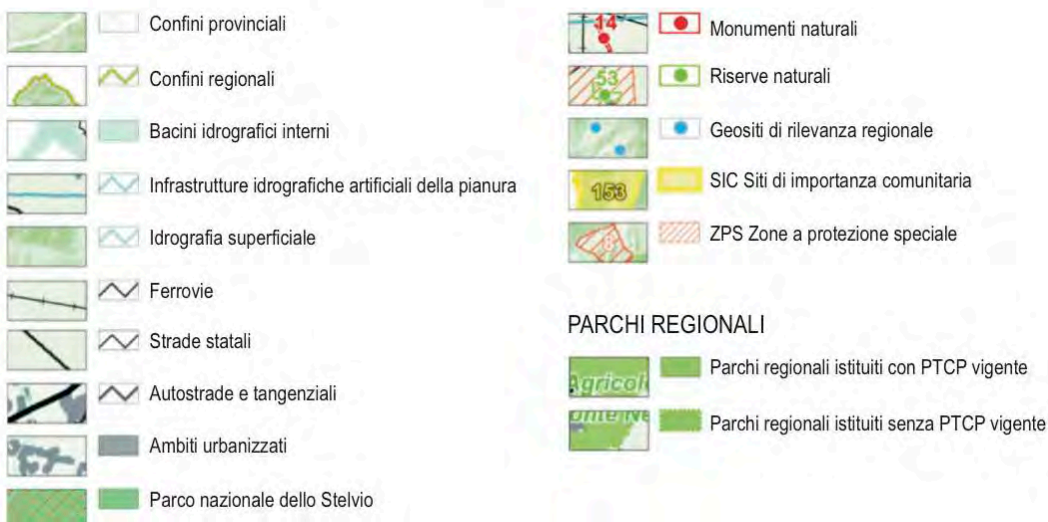 Confini provinciali
Confini regionali
Bacini idrografici interni
Infrastrutture idrografiche artificiali della pianura
Idrografia superficiale
Ferrovie
Strade statali
Autostrade e tangenziali
Ambiti urbanizzati
Parco nazionale dello Stelvio
14 Monumenti naturali
53 Riserve naturali
Geositi di rilevanza regionale
153 SIC Siti di importanza comunitaria
8 ZPS Zone a protezione speciale
PARCHI REGIONALI
Agricol Parchi regionali istituiti con PTCP vigente
onte Ne Parchi regionali istituiti senza PTCP vigente